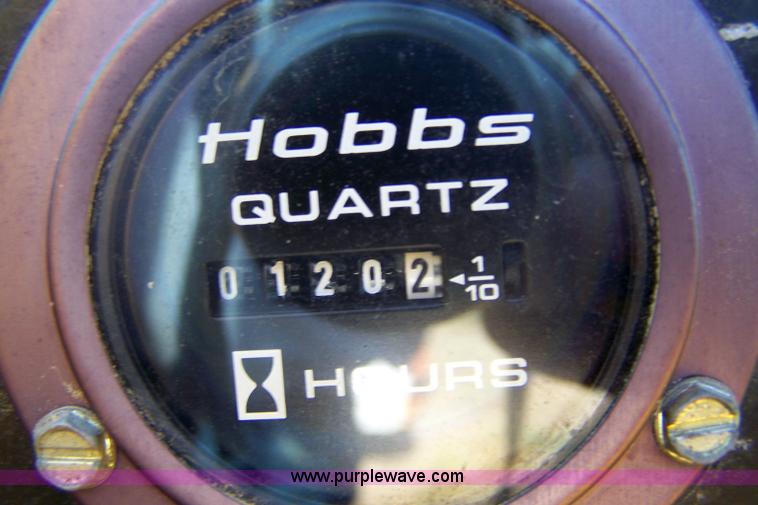 Hobbs
QUARTZ
01202 ◄ 1/10
HOURS
www.purplewave.com